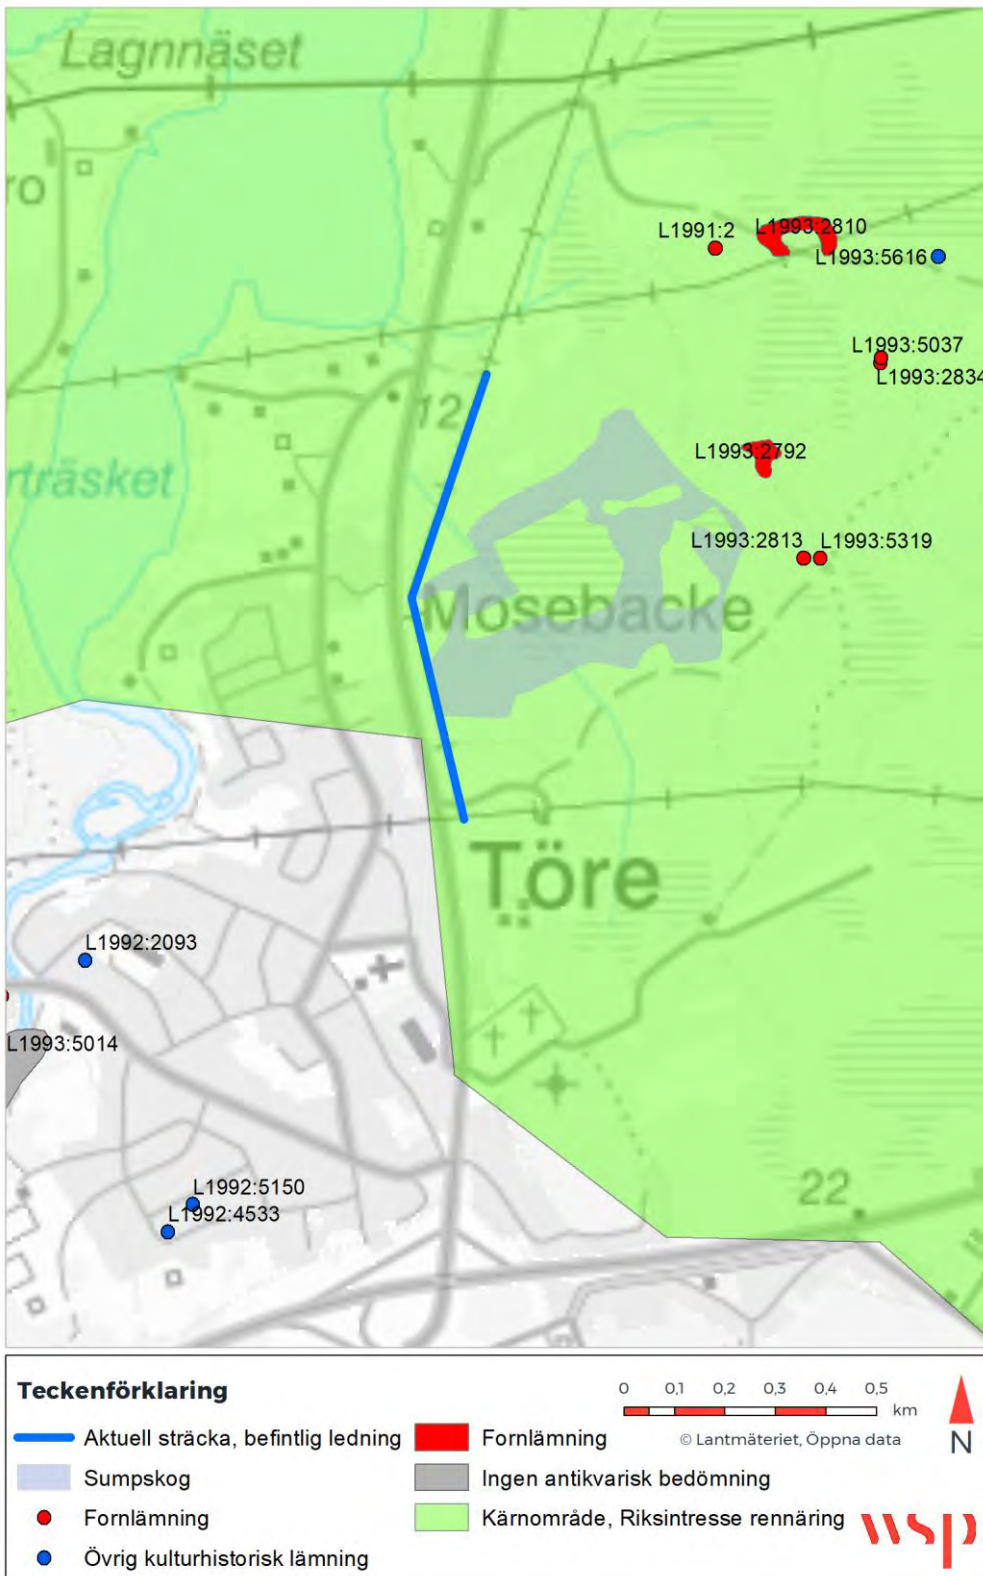 Lagnnäset
ro
L1991:2
L1993:2810
L1993:5616
L1993:5037
L1993:2834
12
L1993:2792
rträsket
L1993:2813
L1993:5319
Mosebacke
Töre
L1992:2093
L1993:5014
L1992:5150
L1992:4533
22
Teckenförklaring
Aktuell sträcka, befintlig ledning
Sumpskog
Fornlämning
Övrig kulturhistorisk lämning
Fornlämning
Ingen antikvarisk bedömning
Kärnområde, Riksintresse rennäring
0 0,1 0,2 0,3 0,4 0,5
km
© Lantmäteriet, Öppna data
N
wsp